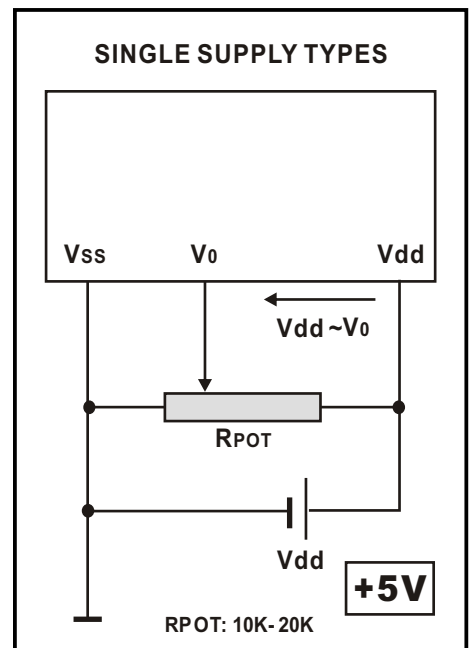 SINGLE SUPPLY TYPES
Vss V0 Vdd
Vdd ~V0
RPOT
Vdd
+5V
RPOT: 10K- 20K